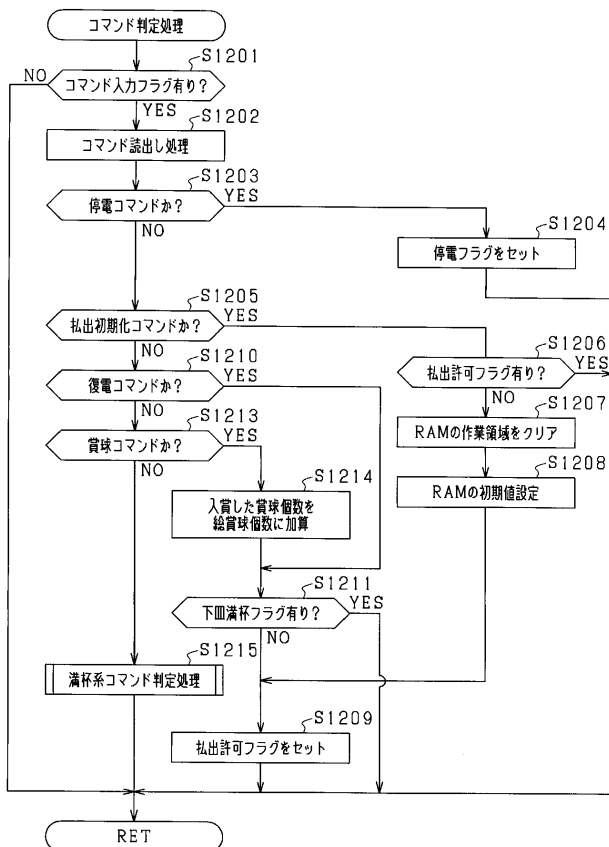 コマンド判定処理
S1201
NO
コマンド入力フラグ有り？
YES
S1202
コマンド読出し処理
S1203
停電コマンドか？
YES
NO
S1204
停電フラグをセット
S1205
払出初期化コマンドか？
YES
NO
S1206
払出許可フラグ有り？
YES
NO
S1210
復電コマンドか？
YES
NO
S1207
RAMの作業領域をクリア
S1213
賞球コマンドか？
YES
NO
S1208
RAMの初期値設定
S1214
入賞した賞球個数を
総賞球個数に加算
S1211
下皿満杯フラグ有り？
YES
NO
S1215
満杯系コマンド判定処理
S1209
払出許可フラグをセット
RET